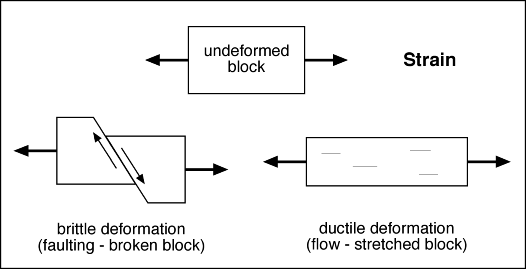 undeformed
block
Strain
brittle deformation
(faulting - broken block)
ductile deformation
(flow - stretched block)